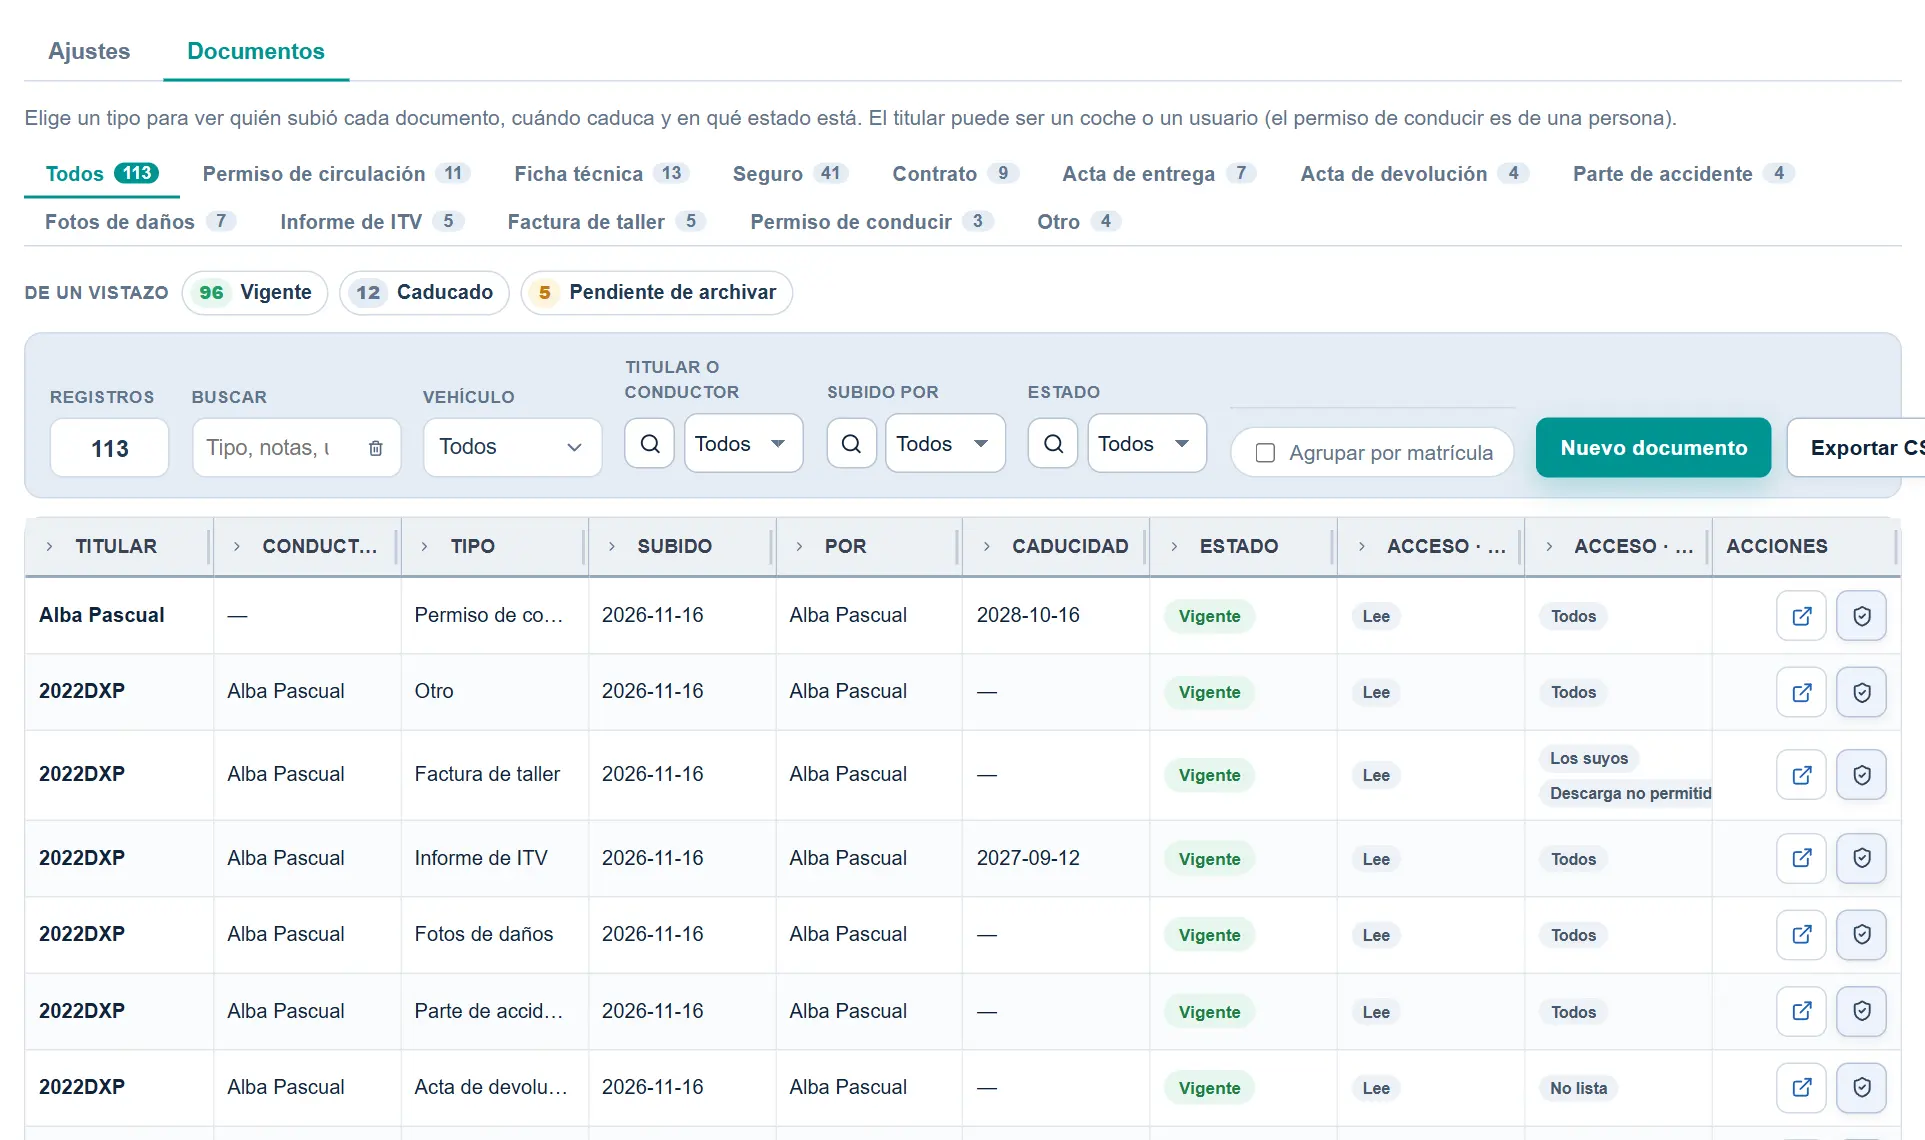 Ajustes Documentos
Elige un tipo para ver quién subió cada documento, cuándo caduca y en qué estado está. El titular puede ser un coche o un usuario (el permiso de conducir es de una persona).
Todos 113 Permiso de circulación 11 Ficha técnica 13 Seguro 41 Contrato 9 Acta de entrega 7 Acta de devolución 4 Parte de accidente 4
Fotos de daños 7 Informe de ITV 5 Factura de taller 5 Permiso de conducir 3 Otro 4
DE UN VISTAZO 96 Vigente 12 Caducado 5 Pendiente de archivar
TITULAR O
REGISTROS BUSCAR VEHÍCULO CONDUCTOR SUBIDO POR ESTADO
113 Tipo, notas, u Todos Todos Todos Todos Agrupar por matrícula Nuevo documento Exportar CS
TITULAR CONDUCT... TIPO SUBIDO POR CADUCIDAD ESTADO ACCESO · ... ACCESO · ... ACCIONES
Alba Pascual — Permiso de co... 2026-11-16 Alba Pascual 2028-10-16 Vigente Lee Todos
2022DXP Alba Pascual Otro 2026-11-16 Alba Pascual — Vigente Lee Todos
2022DXP Alba Pascual Factura de taller 2026-11-16 Alba Pascual — Vigente Lee Los suyos
Descarga no permitid
2022DXP Alba Pascual Informe de ITV 2026-11-16 Alba Pascual 2027-09-12 Vigente Lee Todos
2022DXP Alba Pascual Fotos de daños 2026-11-16 Alba Pascual — Vigente Lee Todos
2022DXP Alba Pascual Parte de accid... 2026-11-16 Alba Pascual — Vigente Lee Todos
2022DXP Alba Pascual Acta de devolu... 2026-11-16 Alba Pascual — Vigente Lee No lista